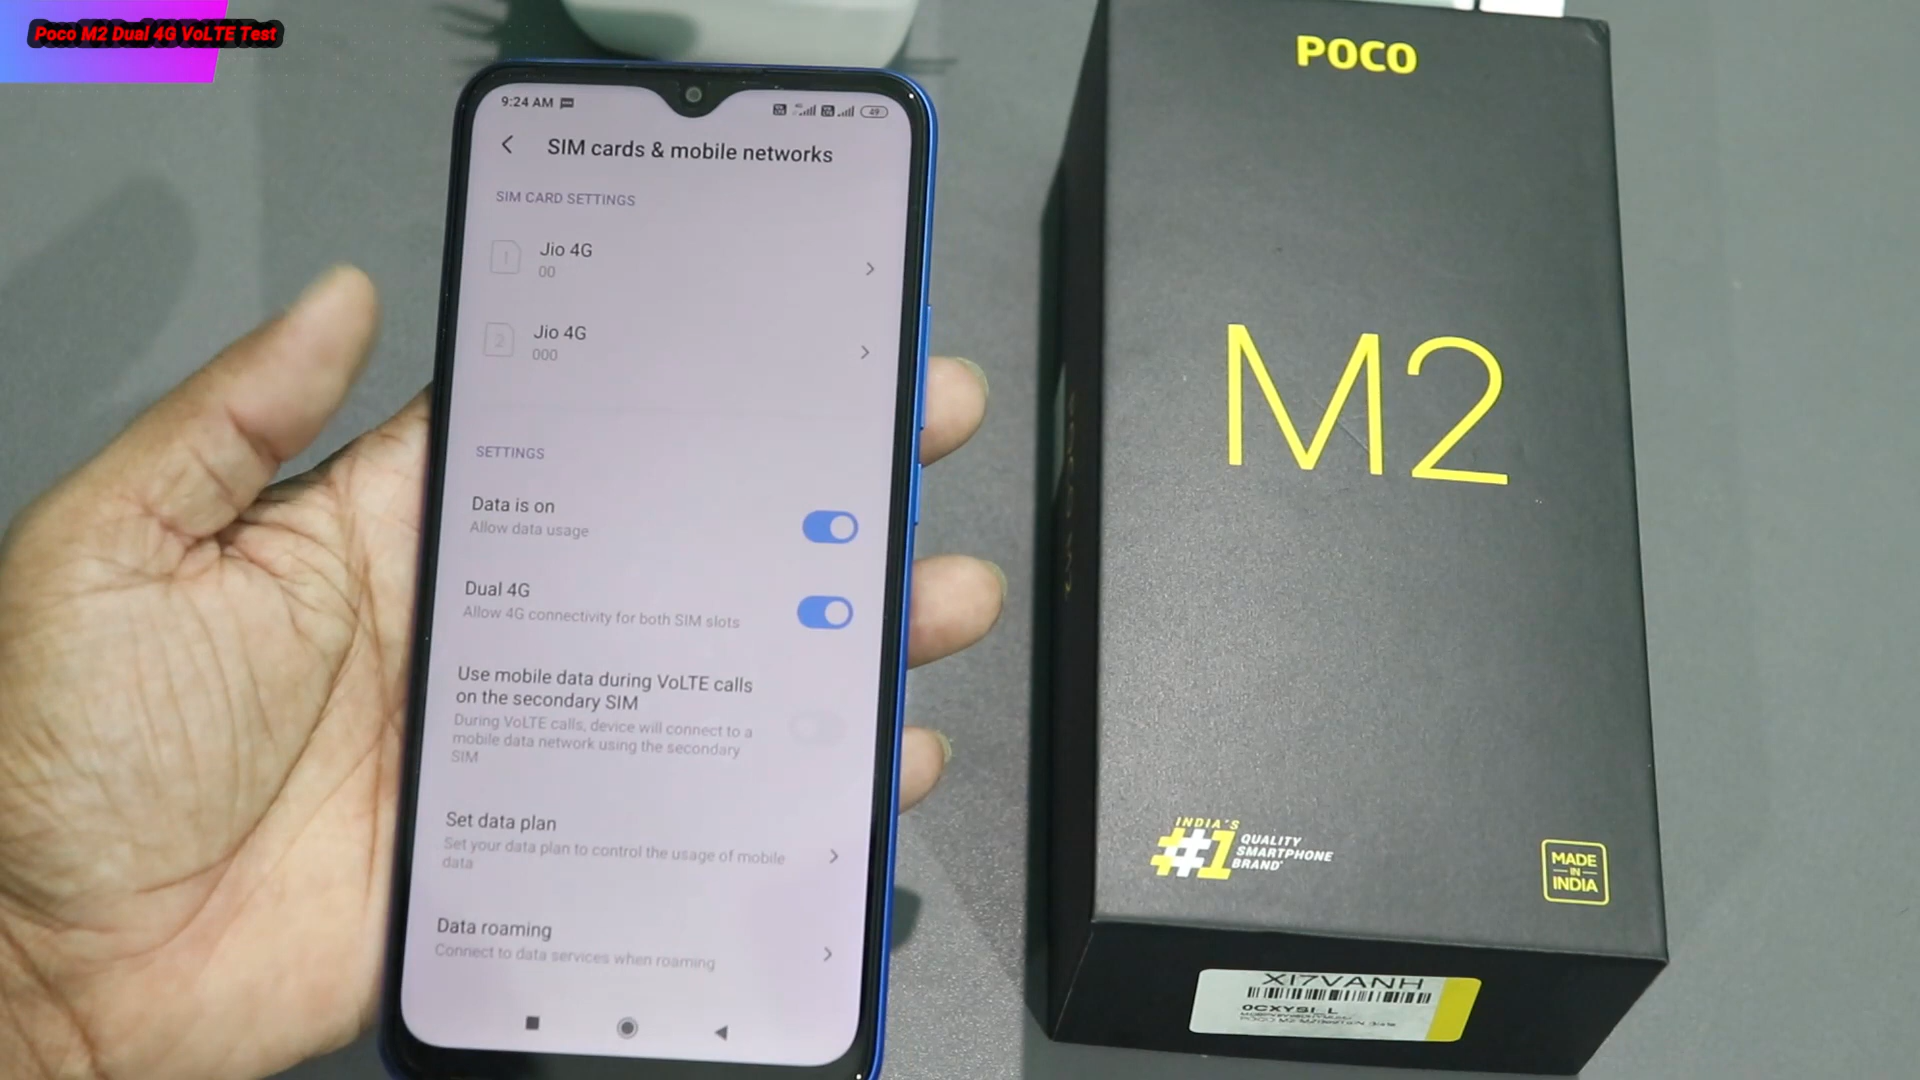 Poco M2 Dual 4G VoLTE Test
9:24 AM
49
SIM cards & mobile networks
SIM CARD SETTINGS
1
Jio 4G
00
2
Jio 4G
000
SETTINGS
Data is on
Allow data usage
Dual 4G
Allow 4G connectivity for both SIM slots
Use mobile data during VoLTE calls
on the secondary SIM
During VoLTE calls, device will connect to a
mobile data network using the secondary
SIM
Set data plan
Set your data plan to control the usage of mobile
data
Data roaming
Connect to data services when roaming
POCO
M2
INDIA'S
#1 QUALITY
SMARTPHONE
BRAND*
MADE
IN
INDIA
XI7VANH